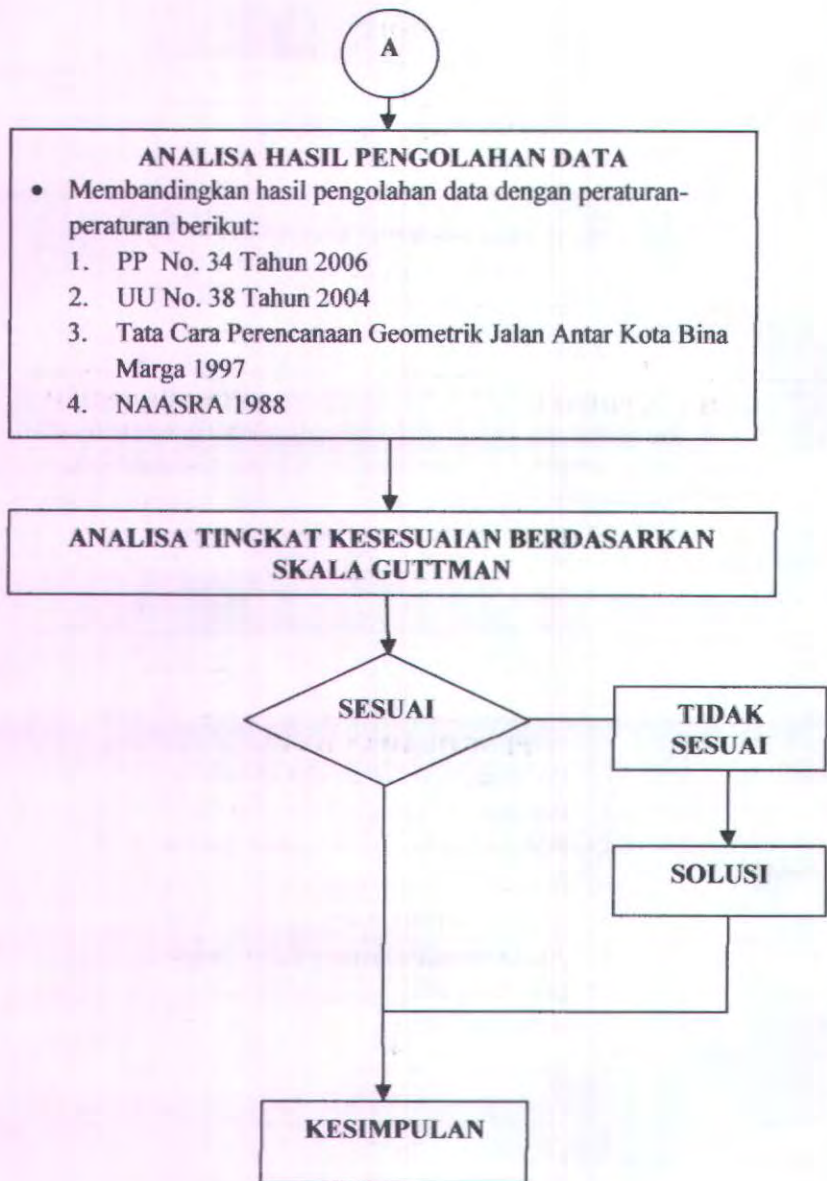 A
ANALISA HASIL PENGOLAHAN DATA
• Membandingkan hasil pengolahan data dengan peraturan-
peraturan berikut:
1. PP No. 34 Tahun 2006
2. UU No. 38 Tahun 2004
3. Tata Cara Perencanaan Geometrik Jalan Antar Kota Bina
Marga 1997
4. NAASRA 1988
ANALISA TINGKAT KESESUAIAN BERDASARKAN
SKALA GUTTMAN
SESUAI
TIDAK
SESUAI
SOLUSI
KESIMPULAN